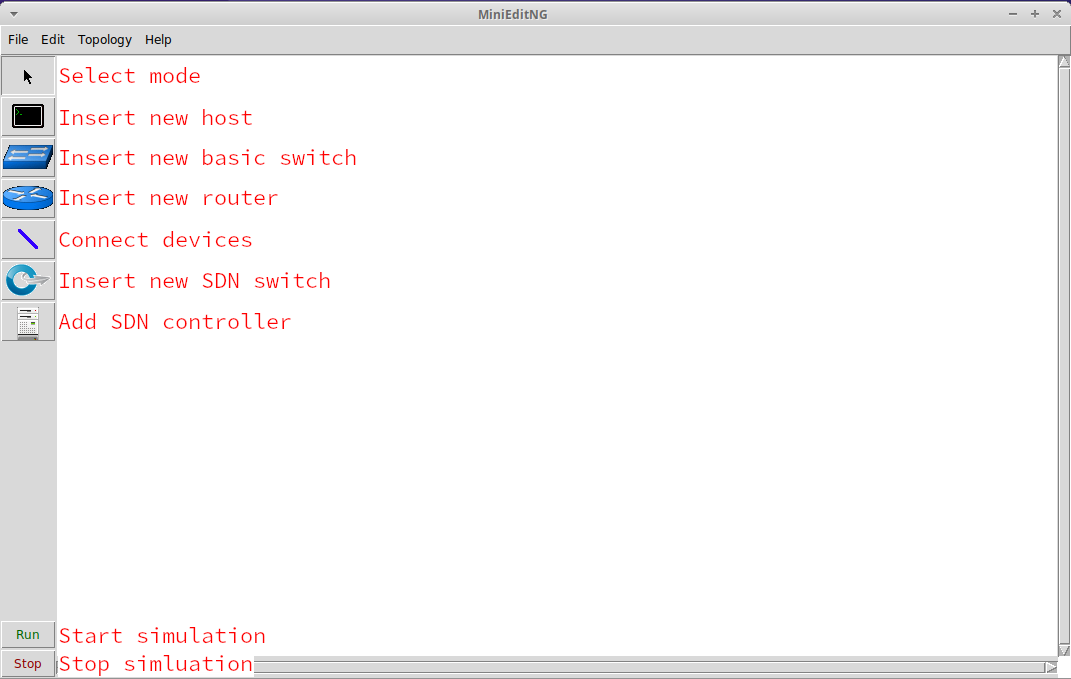 MiniEditNG
File Edit Topology Help
Select mode
Insert new host
Insert new basic switch
Insert new router
Connect devices
Insert new SDN switch
Add SDN controller
Run Start simulation
Stop Stop simluation